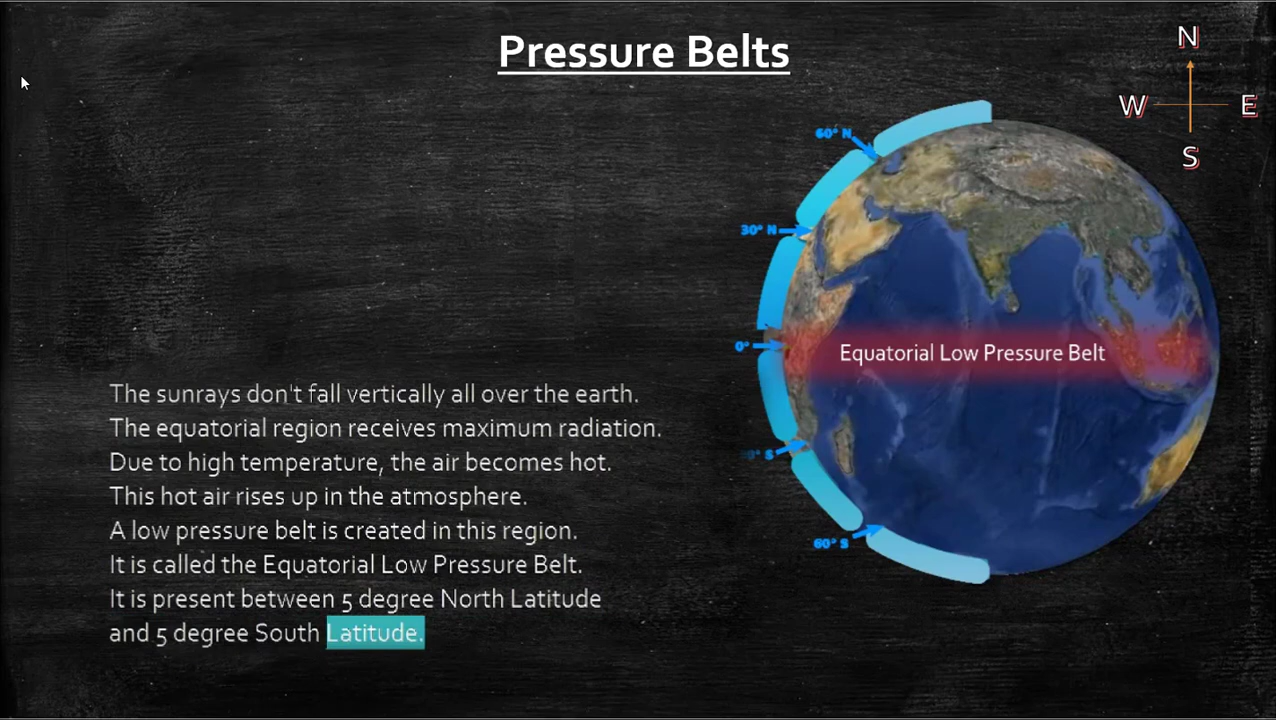 Pressure Belts
N
W
E
S
60° N
30° N
0°
° S
60° S
Equatorial Low Pressure Belt
The sunrays don't fall vertically all over the earth.
The equatorial region receives maximum radiation.
Due to high temperature, the air becomes hot.
This hot air rises up in the atmosphere.
A low pressure belt is created in this region.
It is called the Equatorial Low Pressure Belt.
It is present between 5 degree North Latitude
and 5 degree South Latitude.